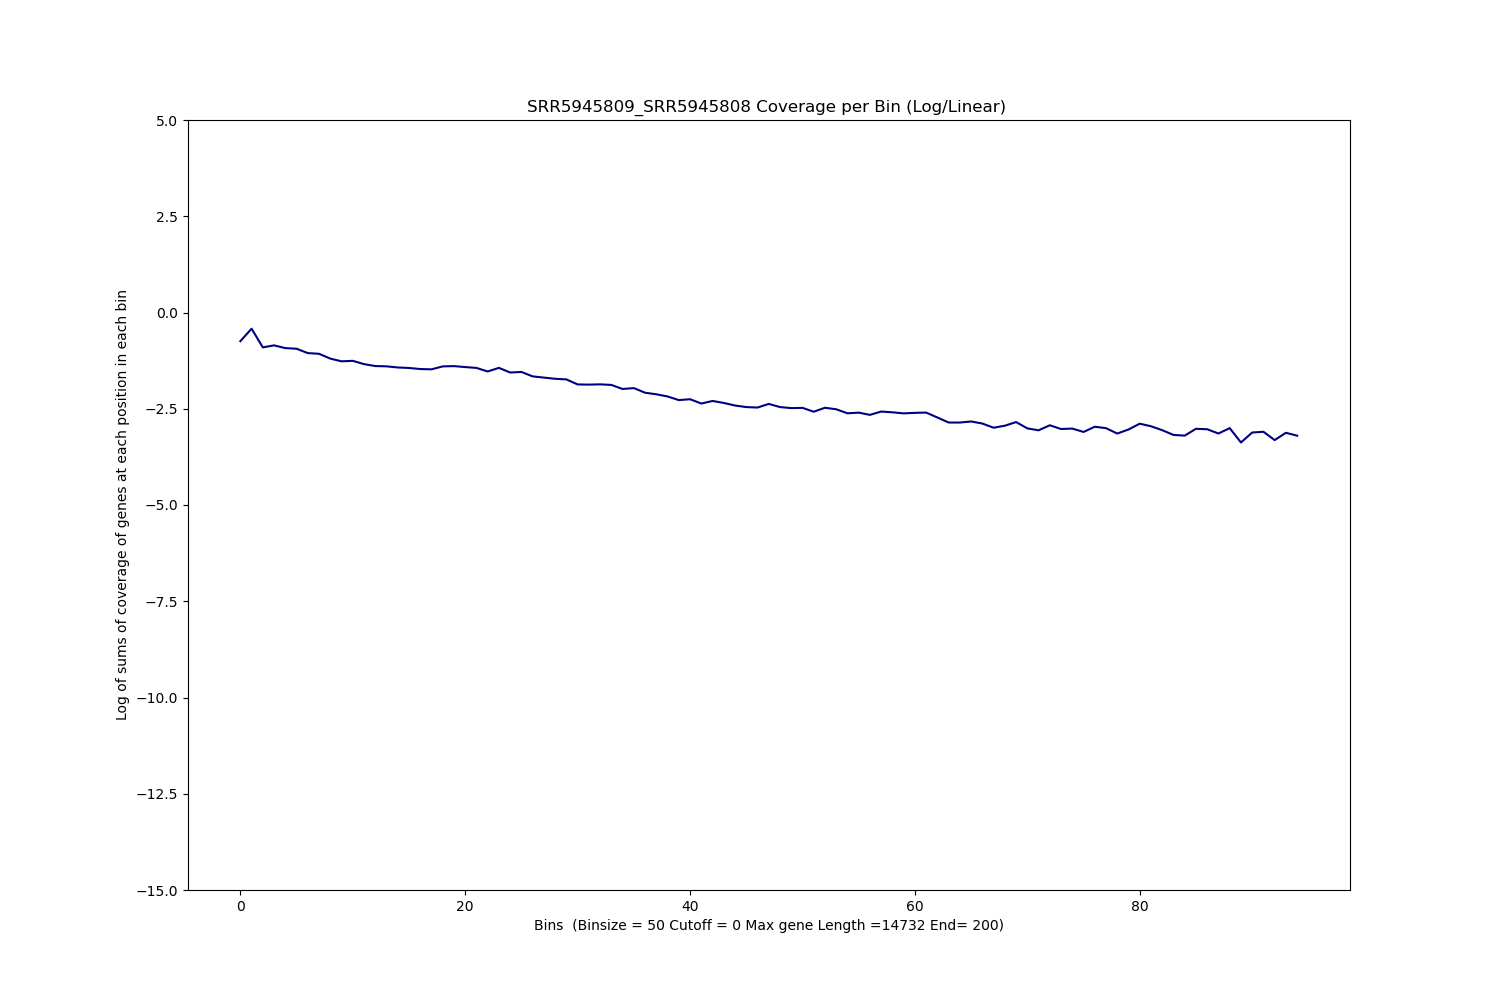 SRR5945809_SRR5945808 Coverage per Bin (Log/Linear)
Log of sums of coverage of genes at each position in each bin
5.0
2.5
0.0
−2.5
−5.0
−7.5
−10.0
−12.5
−15.0
0 20 40 60 80
Bins  (Binsize = 50 Cutoff = 0 Max gene Length =14732 End= 200)